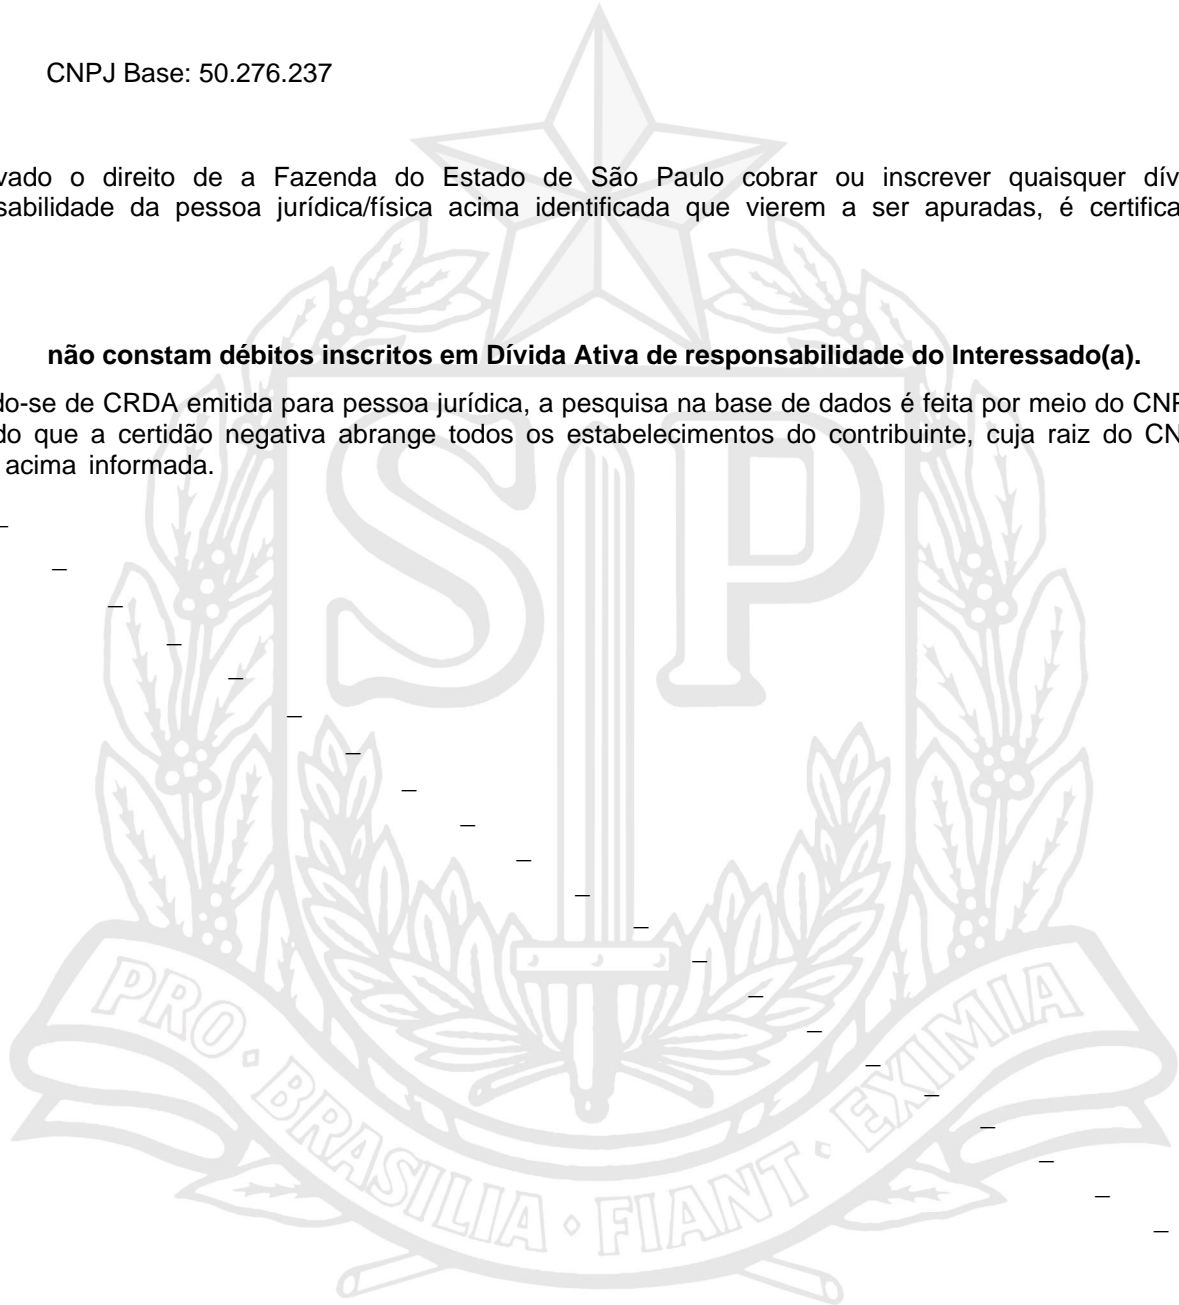 CNPJ Base: 50.276.237
vado o direito de a Fazenda do Estado de São Paulo cobrar ou inscrever quaisquer dív
sabilidade da pessoa jurídica/física acima identificada que vierem a ser apuradas, é certifica
não constam débitos inscritos em Dívida Ativa de responsabilidade do Interessado(a).
do-se de CRDA emitida para pessoa jurídica, a pesquisa na base de dados é feita por meio do CNP
do que a certidão negativa abrange todos os estabelecimentos do contribuinte, cuja raiz do CN
acima informada.
SP
PRO · BRASILIA · FIANT · EXIMIA